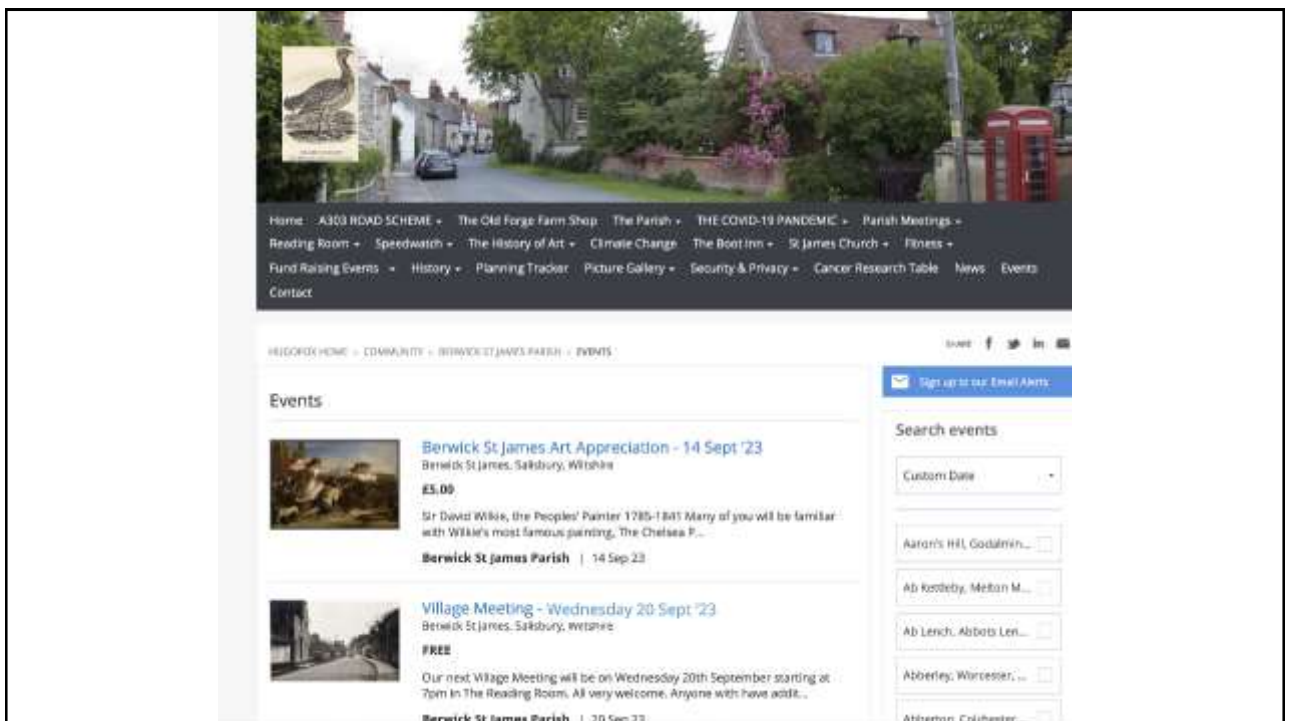 Home A303 ROAD SCHEME The Old Forge Farm Shop The Parish THE COVID-19 PANDEMIC Parish Meetings
Reading Room Speedwatch The History of Art Climate Change The Boot Inn St James Church Fitness
Fund Raising Events History Planning Tracker Picture Gallery Security & Privacy Cancer Research Table News Events
Contact
HUGOFOX HOME COMMUNITY BERWICK ST JAMES PARISH EVENTS
SHARE
Sign up to our Email Alerts
Events
Berwick St James Art Appreciation - 14 Sept '23
Berwick St James, Salisbury, Wiltshire
£5.00
Sir David Wilkie, the Peoples' Painter 1785-1841 Many of you will be familiar
with Wilkie's most famous painting, The Chelsea P...
Berwick St James Parish | 14 Sep 23
Village Meeting - Wednesday 20 Sept '23
Berwick St James, Salisbury, Wiltshire
FREE
Our next Village Meeting will be on Wednesday 20th September starting at
7pm in The Reading Room. All very welcome. Anyone with have addit...
Berwick St James Parish | 20 Sep 23
Search events
Custom Date
Aaron's Hill, Godalmin...
Ab Kettleby, Melton M...
Ab Lench, Abbots Len...
Abberley, Worcester, ...
Abberton, Colchester...